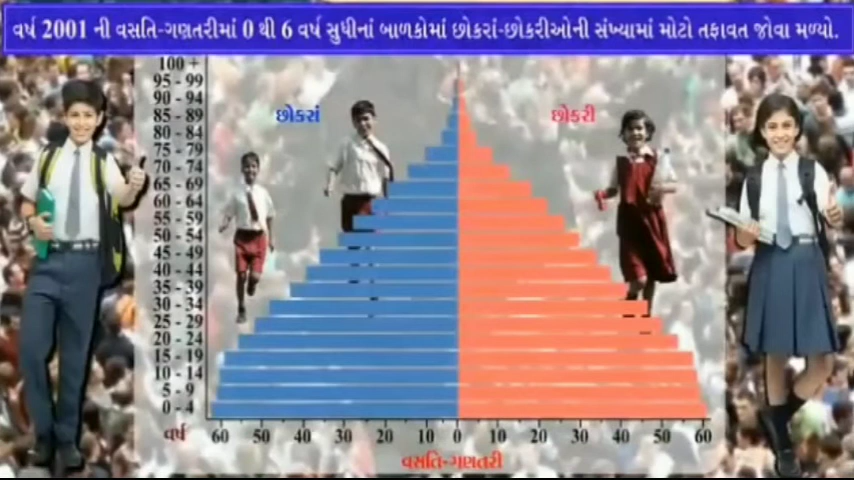 વર્ષ 2001 ની વસતિ-ગણતરીમાં 0 થી 6 વર્ષ સુધીનાં બાળકોમાં છોકરાં-છોકરીઓની સંખ્યામાં મોટો તફાવત જોવા મળ્યો.
100 +
95 - 99
90 - 94
85 - 89
80 - 84
75 - 79
70 - 74
65 - 69
60 - 64
55 - 59
50 - 54
45 - 49
40 - 44
35 - 39
30 - 34
25 - 29
20 - 24
15 - 19
10 - 14
5 - 9
0 - 4
છોકરાં
છોકરી
વર્ષ 60 50 40 30 20 10 0 10 20 30 40 50 60
વસતિ-ગણતરી